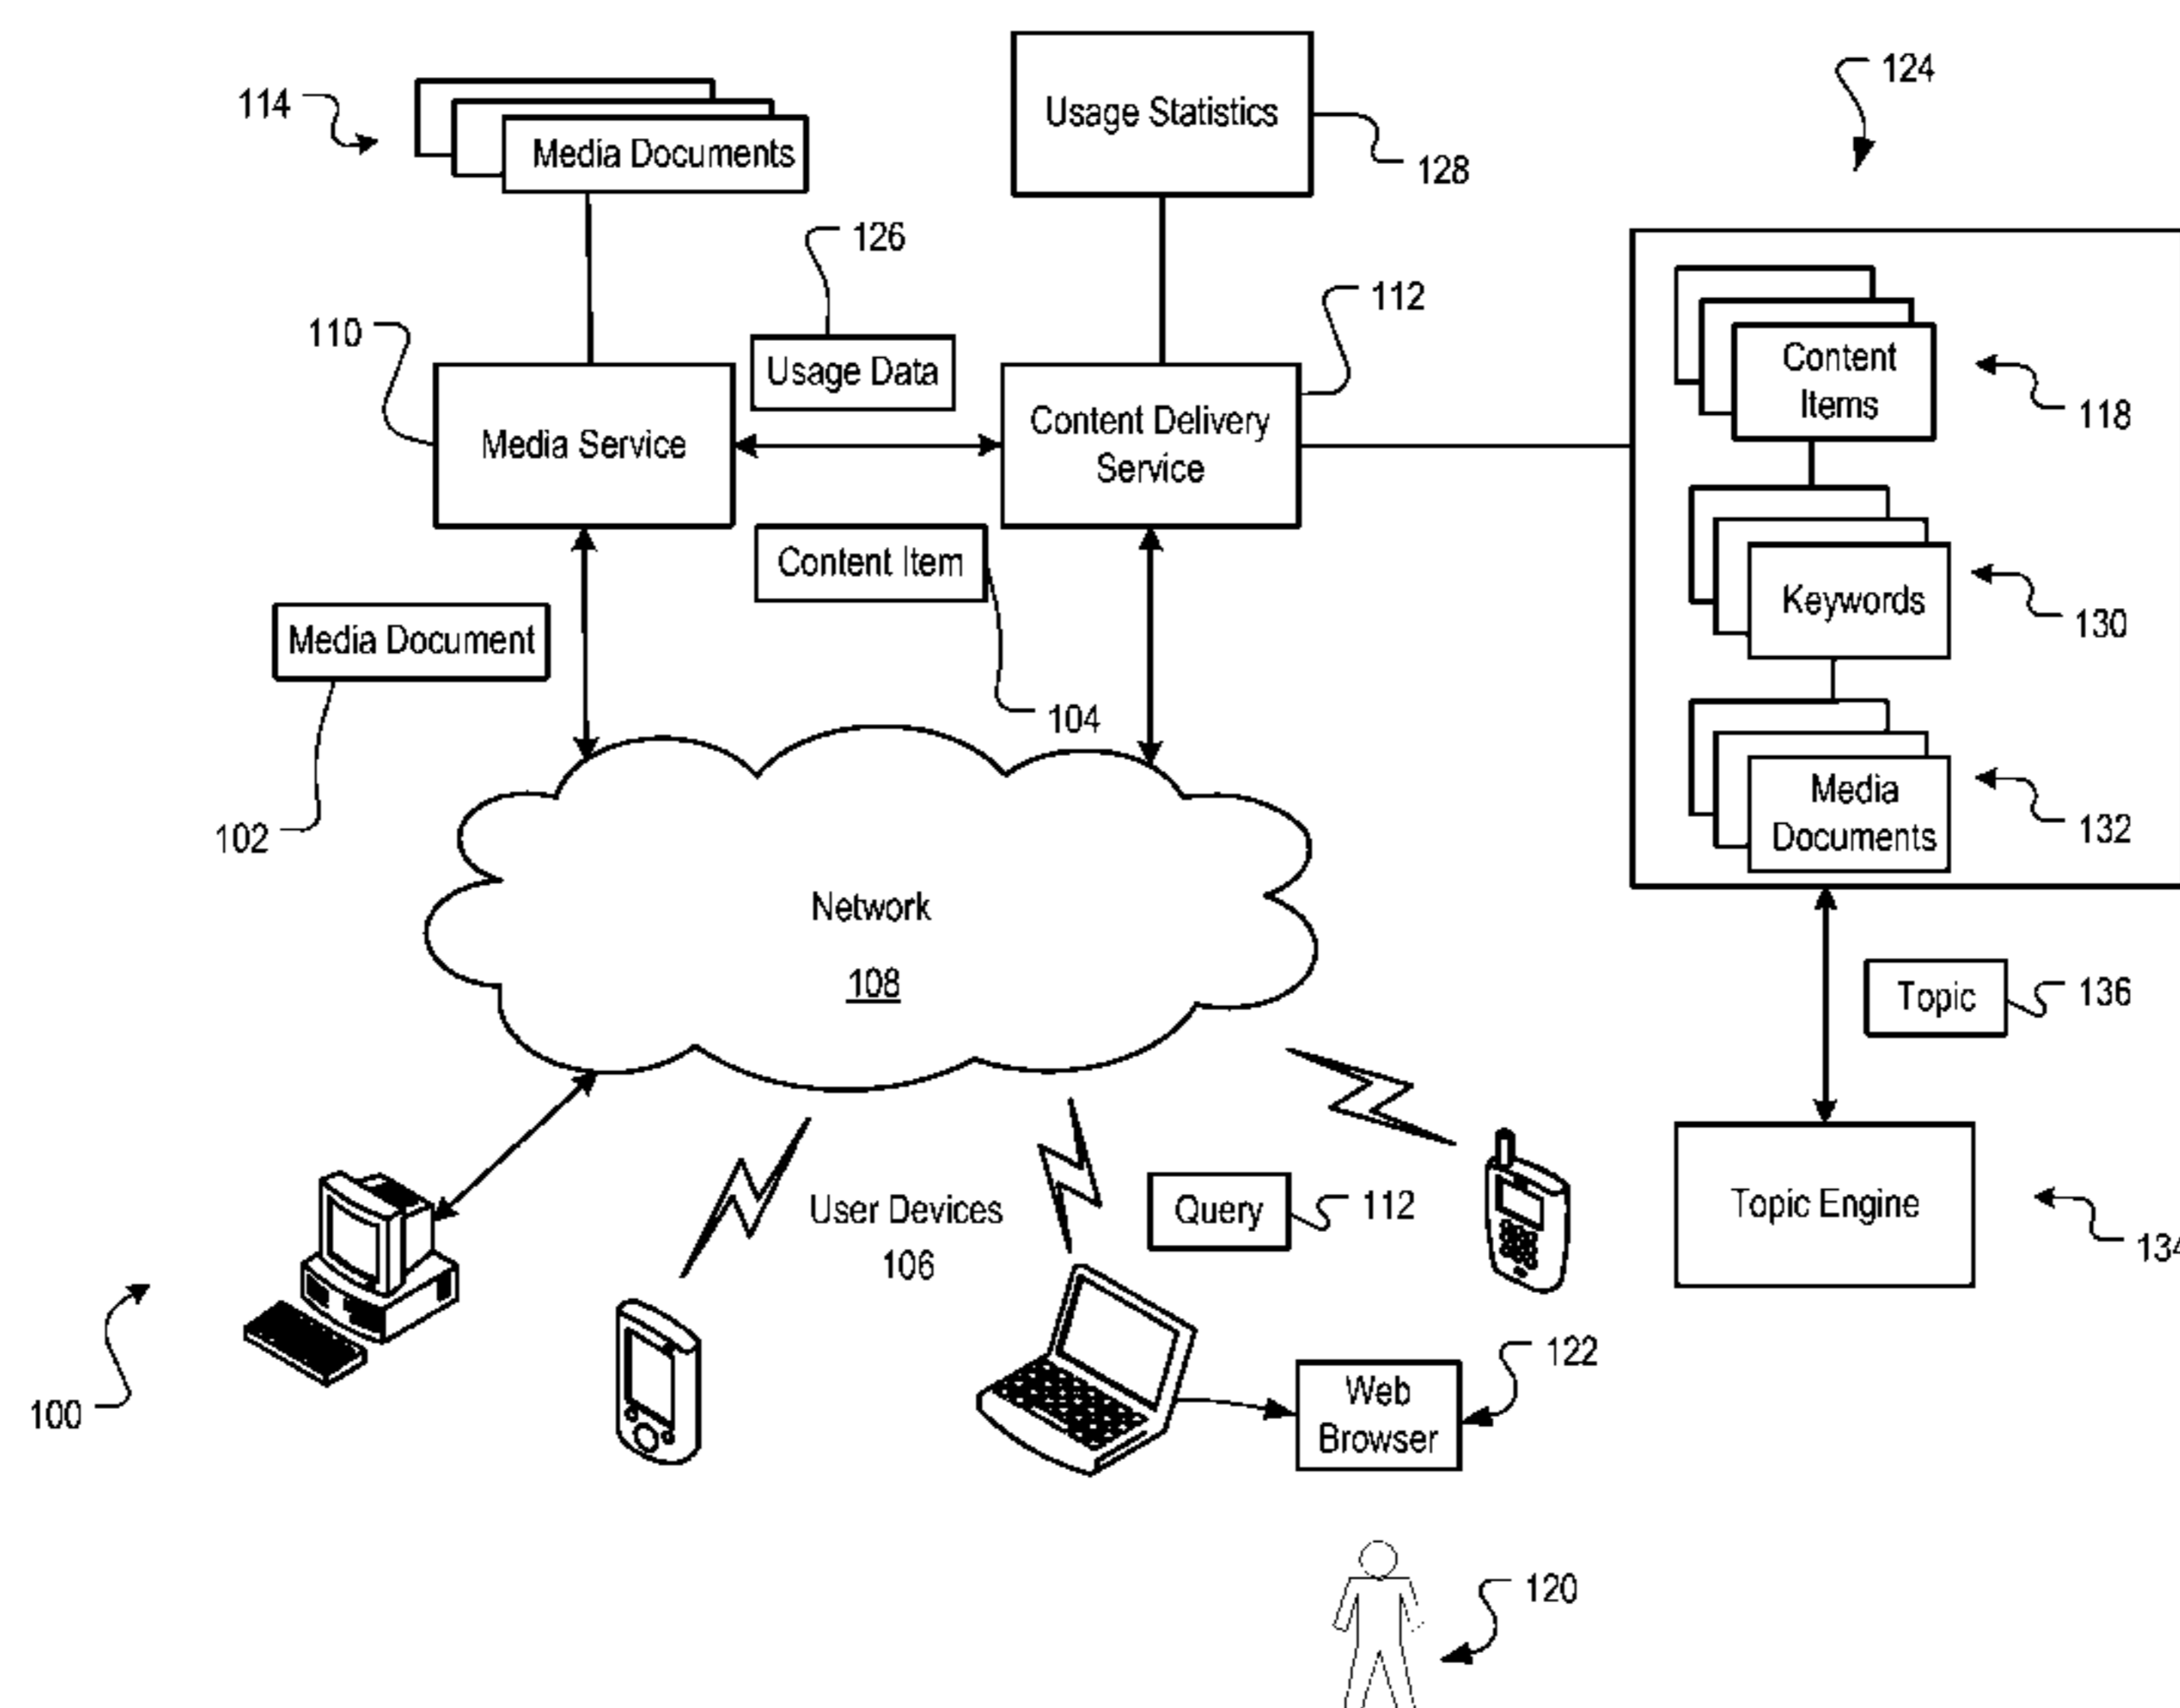 114
Media Documents
Usage Statistics
128
124
126
Usage Data
110
Media Service
Content Delivery
Service
112
Content
Items
118
Content Item
104
Keywords
130
Media Document
102
Media
Documents
132
Network
108
Topic
136
User Devices
106
Query
112
Topic Engine
134
100
Web
Browser
122
120